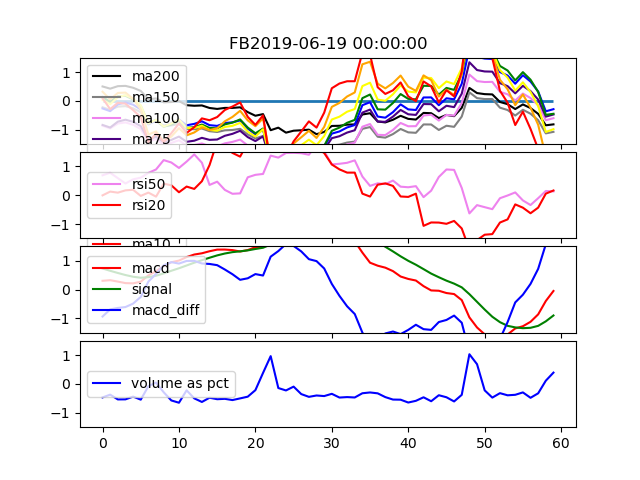 FB2019-06-19 00:00:00
1
0
−1
ma200
ma150
ma100
ma75
1
0
−1
rsi50
rsi20
ma10
1
0
−1
macd
signal
macd_diff
1
0
−1
volume as pct
0 10 20 30 40 50 60